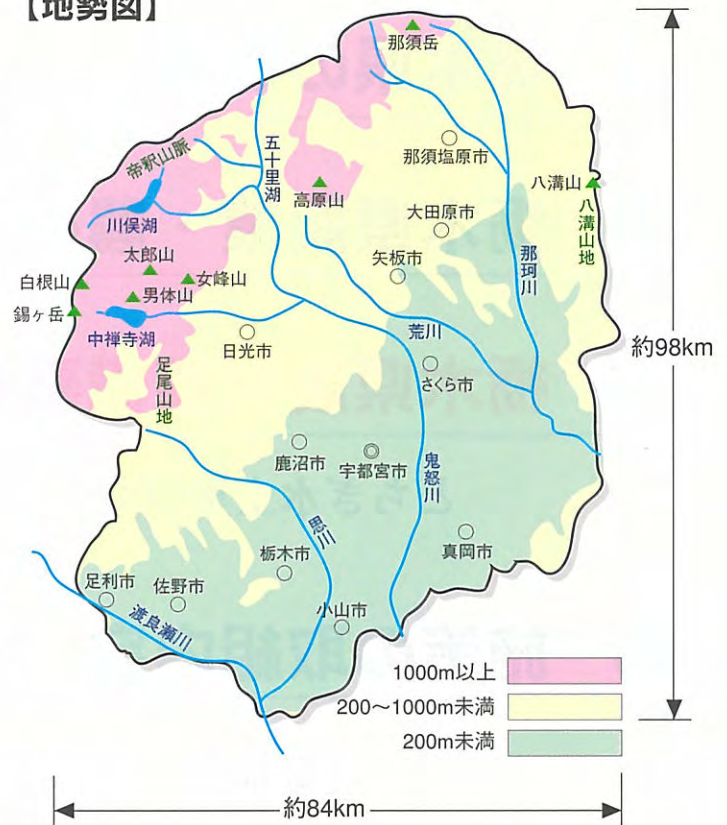 【地勢図】
那須岳
帝釈山脈
五十里湖
那須塩原市
八溝山
八溝山地
高原山
川俣湖
大田原市
太郎山
矢板市
那珂川
白根山
女峰山
男体山
錫ヶ岳
中禅寺湖
日光市
荒川
約98km
足尾山地
さくら市
鹿沼市
宇都宮市
鬼怒川
思川
真岡市
栃木市
足利市
佐野市
渡良瀬川
小山市
1000m以上
200〜1000m未満
200m未満
約84km